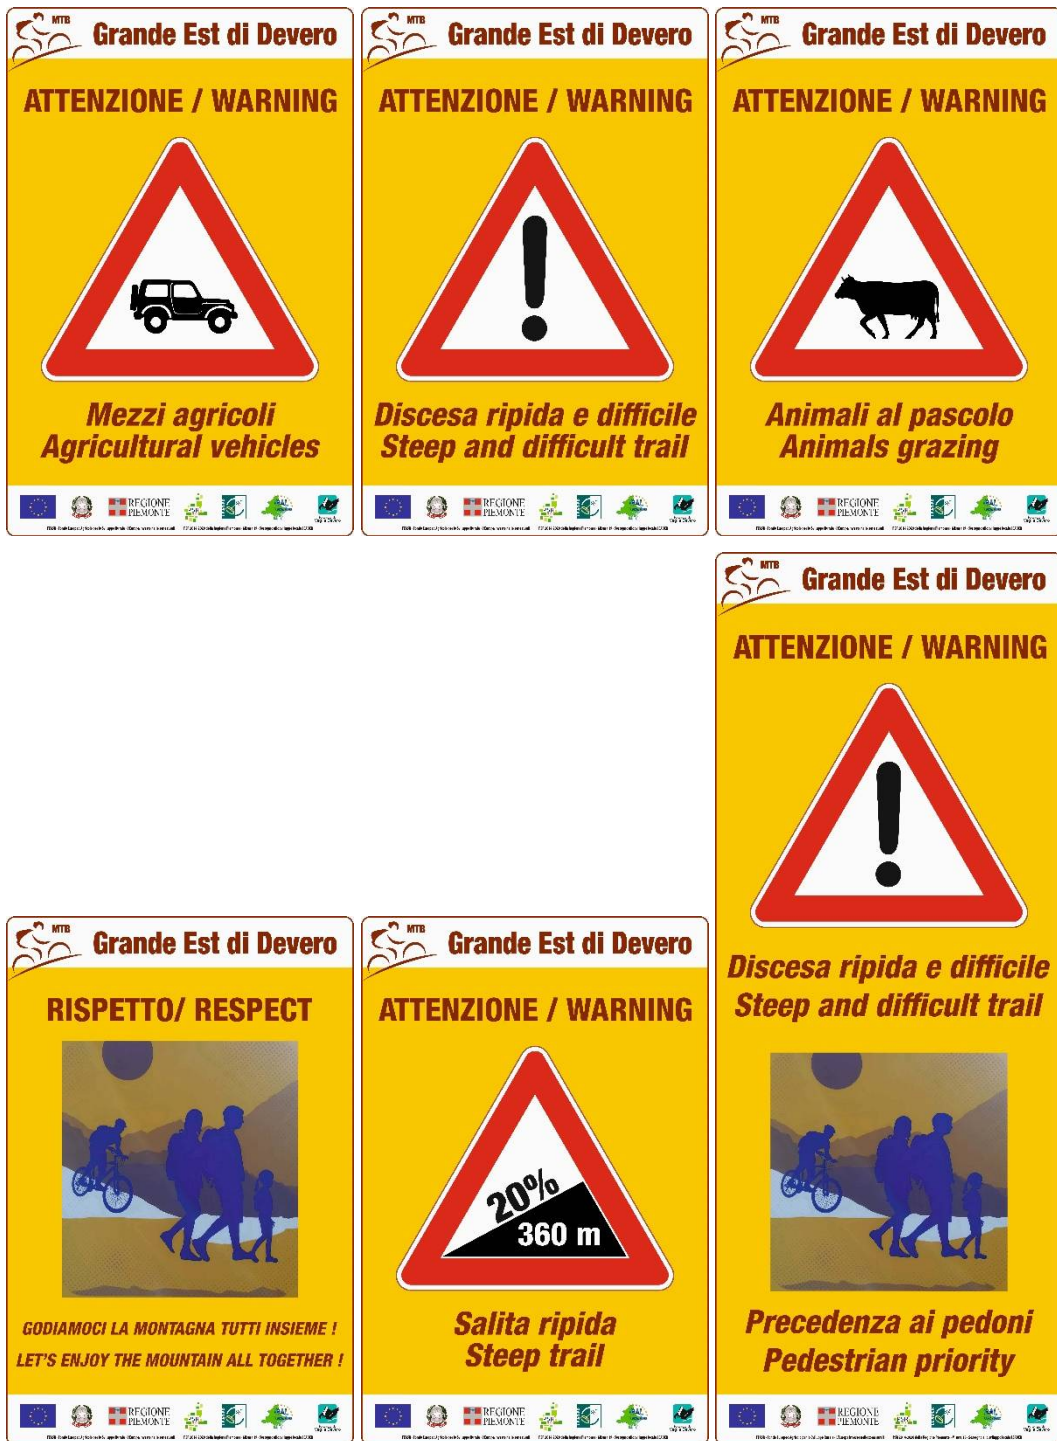 MTB
Grande Est di Devero
ATTENZIONE / WARNING
Mezzi agricoli
Agricultural vehicles
REGIONE
PIEMONTE
MTB
Grande Est di Devero
ATTENZIONE / WARNING
Discesa ripida e difficile
Steep and difficult trail
REGIONE
PIEMONTE
MTB
Grande Est di Devero
ATTENZIONE / WARNING
Animali al pascolo
Animals grazing
REGIONE
PIEMONTE
MTB
Grande Est di Devero
RISPETTO/ RESPECT
GODIAMOCI LA MONTAGNA TUTTI INSIEME !
LET'S ENJOY THE MOUNTAIN ALL TOGETHER !
REGIONE
PIEMONTE
MTB
Grande Est di Devero
ATTENZIONE / WARNING
20%
360 m
Salita ripida
Steep trail
REGIONE
PIEMONTE
MTB
Grande Est di Devero
ATTENZIONE / WARNING
Discesa ripida e difficile
Steep and difficult trail
Precedenza ai pedoni
Pedestrian priority
REGIONE
PIEMONTE